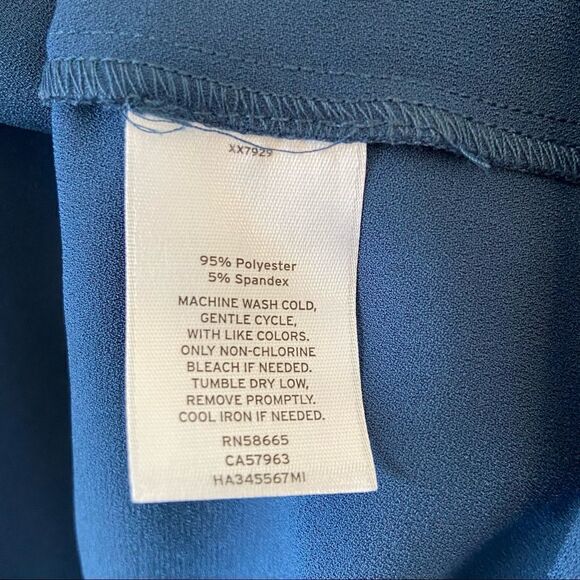 XX7929
95% Polyester
5% Spandex
MACHINE WASH COLD,
GENTLE CYCLE,
WITH LIKE COLORS.
ONLY NON-CHLORINE
BLEACH IF NEEDED.
TUMBLE DRY LOW,
REMOVE PROMPTLY.
COOL IRON IF NEEDED.
RN58665
CA57963
HA345567MI